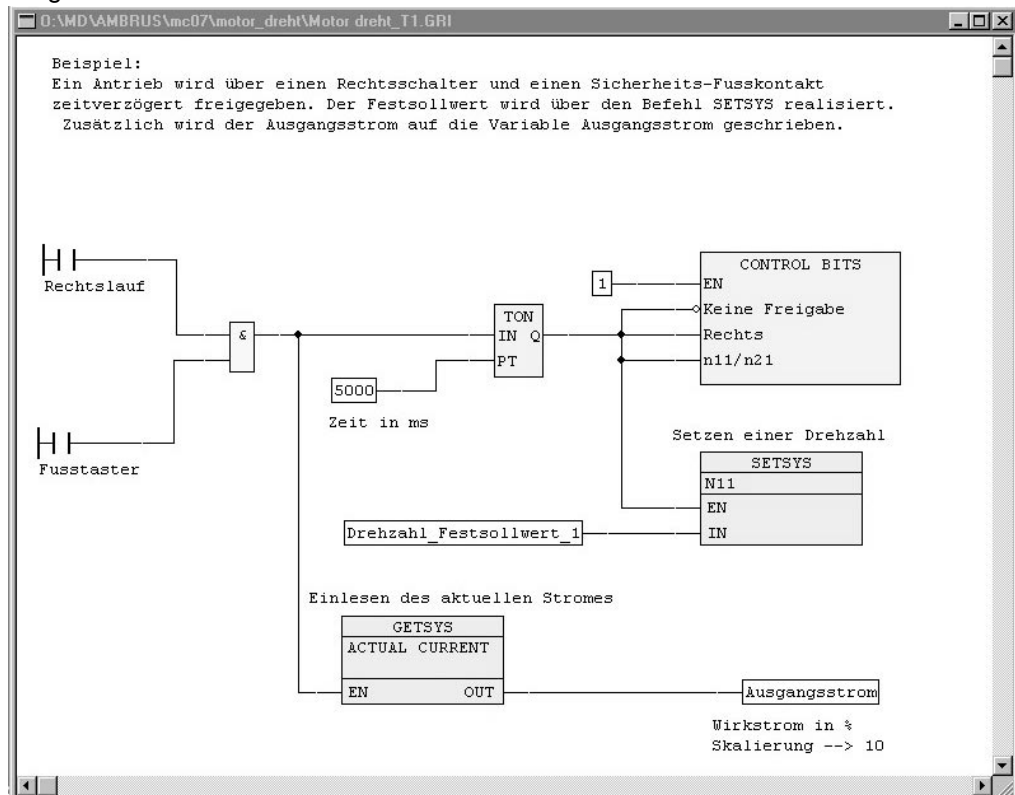 O:\MD\AMBRUS\mc07\motor_dreht\Motor dreht_T1.GRI
Beispiel:
Ein Antrieb wird über einen Rechtsschalter und einen Sicherheits-Fusskontakt
zeitverzögert freigegeben. Der Festsollwert wird über den Befehl SETSYS realisiert.
Zusätzlich wird der Ausgangsstrom auf die Variable Ausgangsstrom geschrieben.
Rechtslauf
&
Fusstaster
TON
IN Q
PT
5000
Zeit in ms
1
CONTROL BITS
EN
Keine Freigabe
Rechts
n11/n21
Setzen einer Drehzahl
SETSYS
N11
EN
IN
Drehzahl_Festsollwert_1
Einlesen des aktuellen Stromes
GETSYS
ACTUAL CURRENT
EN OUT
Ausgangsstrom
Wirkstrom in %
Skalierung --> 10